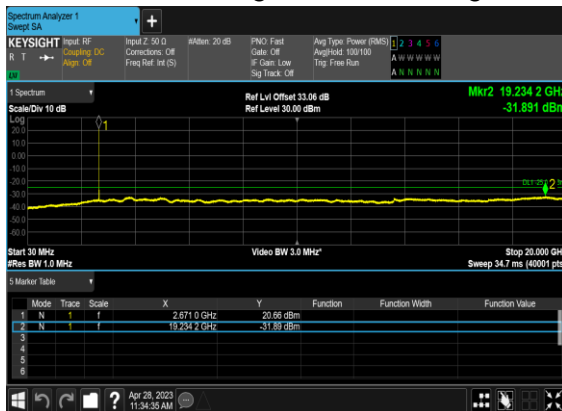 Spectrum Analyzer 1
Swept SA
+
KEYSIGHT Input: RF Input Z: 50 Ω #Atten: 20 dB PNO: Fast Avg Type: Power (RMS) 1 2 3 4 5 6
R T Coupling: DC Corrections: Off Gate: Off Avg|Hold: 100/100 A W W W W W
Align: Off Freq Ref: Int (S) IF Gain: Low Trig: Free Run
Sig Track: Off A N N N N N
1 Spectrum Ref Lvl Offset 33.06 dB Mkr2 19.234 2 GHz
Scale/Div 10 dB Ref Level 30.00 dBm -31.891 dBm
Log
1
20.0
10.0
0.00
-10.0
-20.0
2
-30.0
-40.0
-50.0
-60.0
Start 30 MHz Video BW 3.0 MHz* Stop 20.000 GH
#Res BW 1.0 MHz Sweep 34.7 ms (40001 pts
5 Marker Table
Mode Trace Scale X Y Function Function Width Function Value
1 N 1 f 2.671 0 GHz 20.66 dBm
2 N 1 f 19.234 2 GHz -31.89 dBm
3
4
5
6
? Apr 28, 2023
11:34:35 AM